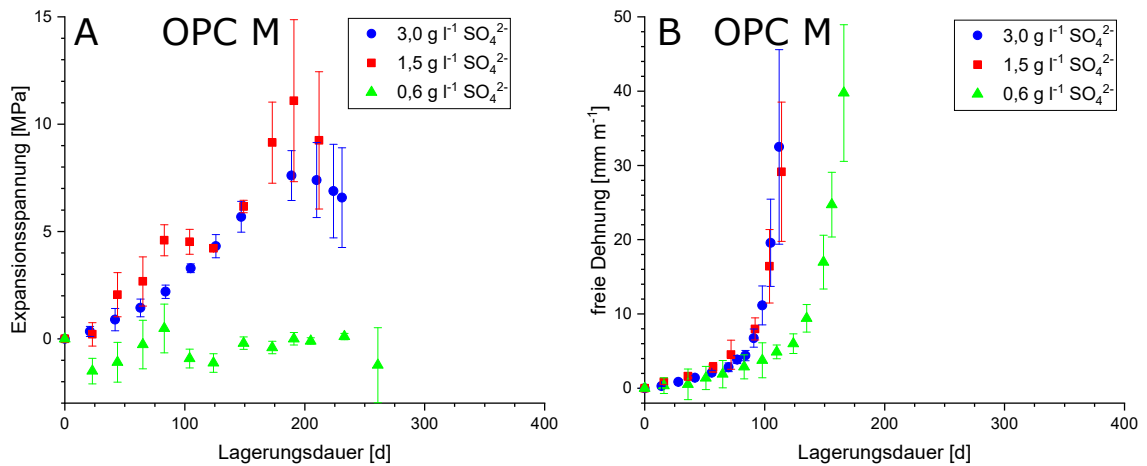 A OPC M
3,0 g l⁻¹ SO₄²⁻
1,5 g l⁻¹ SO₄²⁻
0,6 g l⁻¹ SO₄²⁻
Expansionsspannung [MPa]
15
10
5
0
0 100 200 300 400
Lagerungsdauer [d]
B OPC M
3,0 g l⁻¹ SO₄²⁻
1,5 g l⁻¹ SO₄²⁻
0,6 g l⁻¹ SO₄²⁻
freie Dehnung [mm m⁻¹]
50
40
30
20
10
0
0 100 200 300 400
Lagerungsdauer [d]